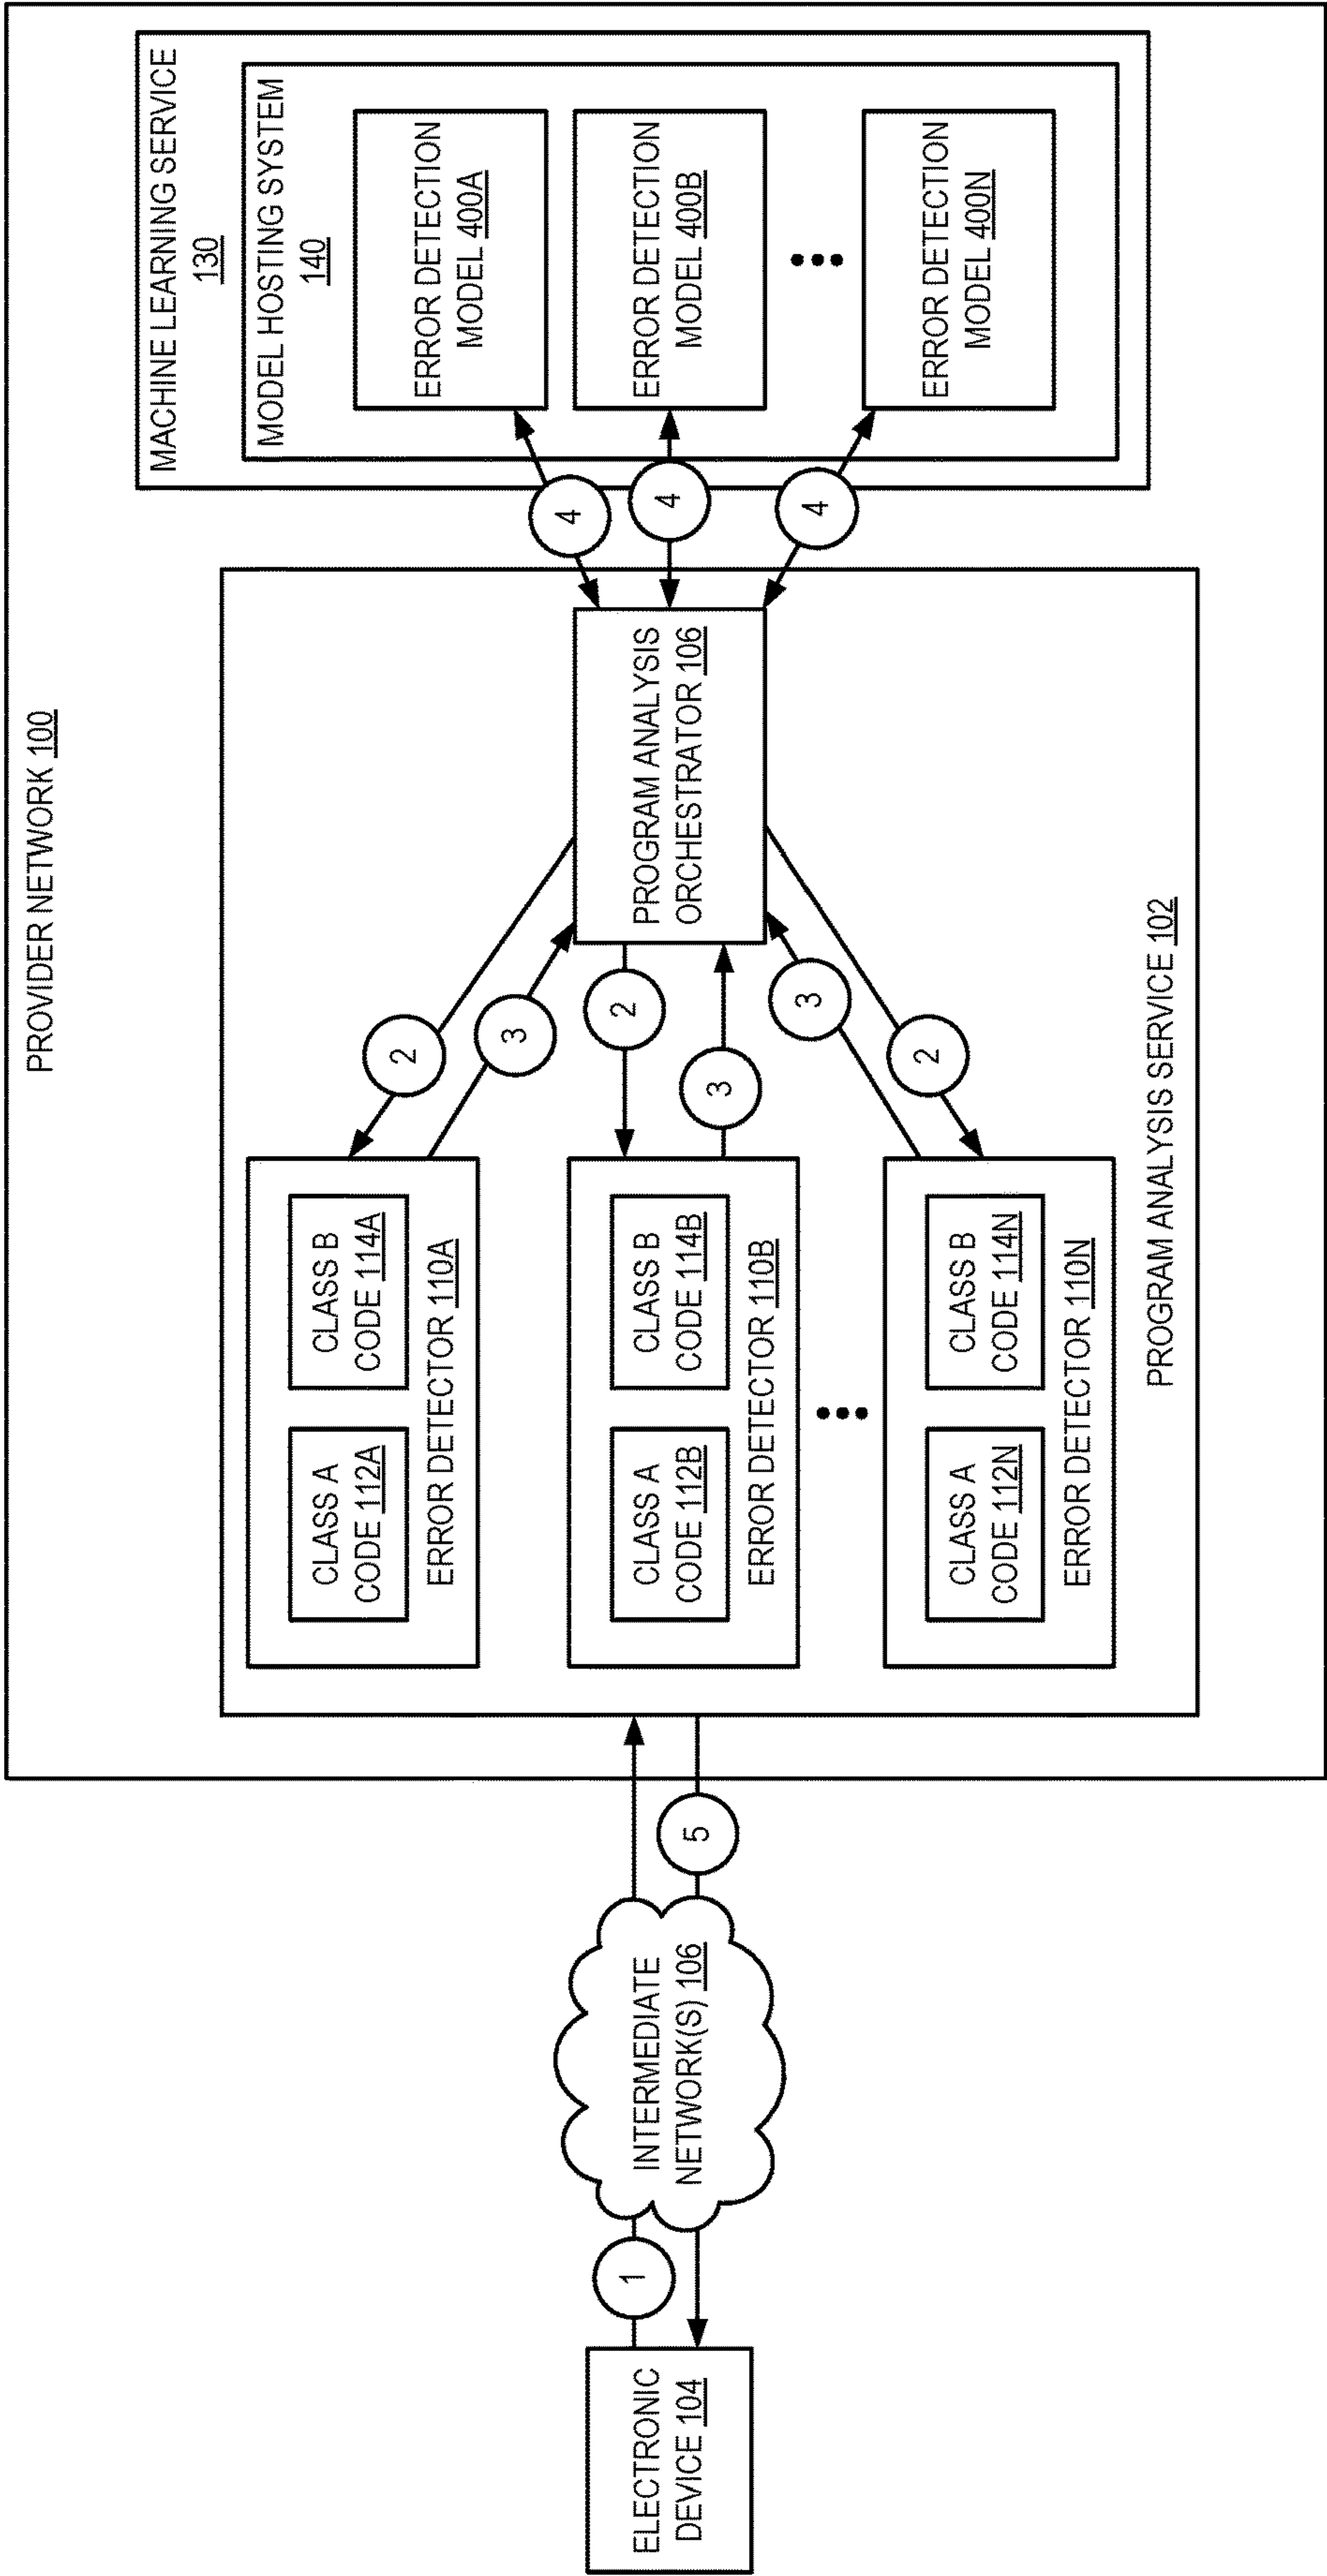 PROVIDER NETWORK 100
MACHINE LEARNING SERVICE
130
MODEL HOSTING SYSTEM
140
ERROR DETECTION
MODEL 400A
ERROR DETECTION
MODEL 400B
ERROR DETECTION
MODEL 400N
4
4
4
PROGRAM ANALYSIS
ORCHESTRATOR 106
2
3
2
3
3
2
CLASS A
CODE 112A
CLASS B
CODE 114A
ERROR DETECTOR 110A
CLASS A
CODE 112B
CLASS B
CODE 114B
ERROR DETECTOR 110B
CLASS A
CODE 112N
CLASS B
CODE 114N
ERROR DETECTOR 110N
PROGRAM ANALYSIS SERVICE 102
5
INTERMEDIATE
NETWORK(S) 106
1
ELECTRONIC
DEVICE 104